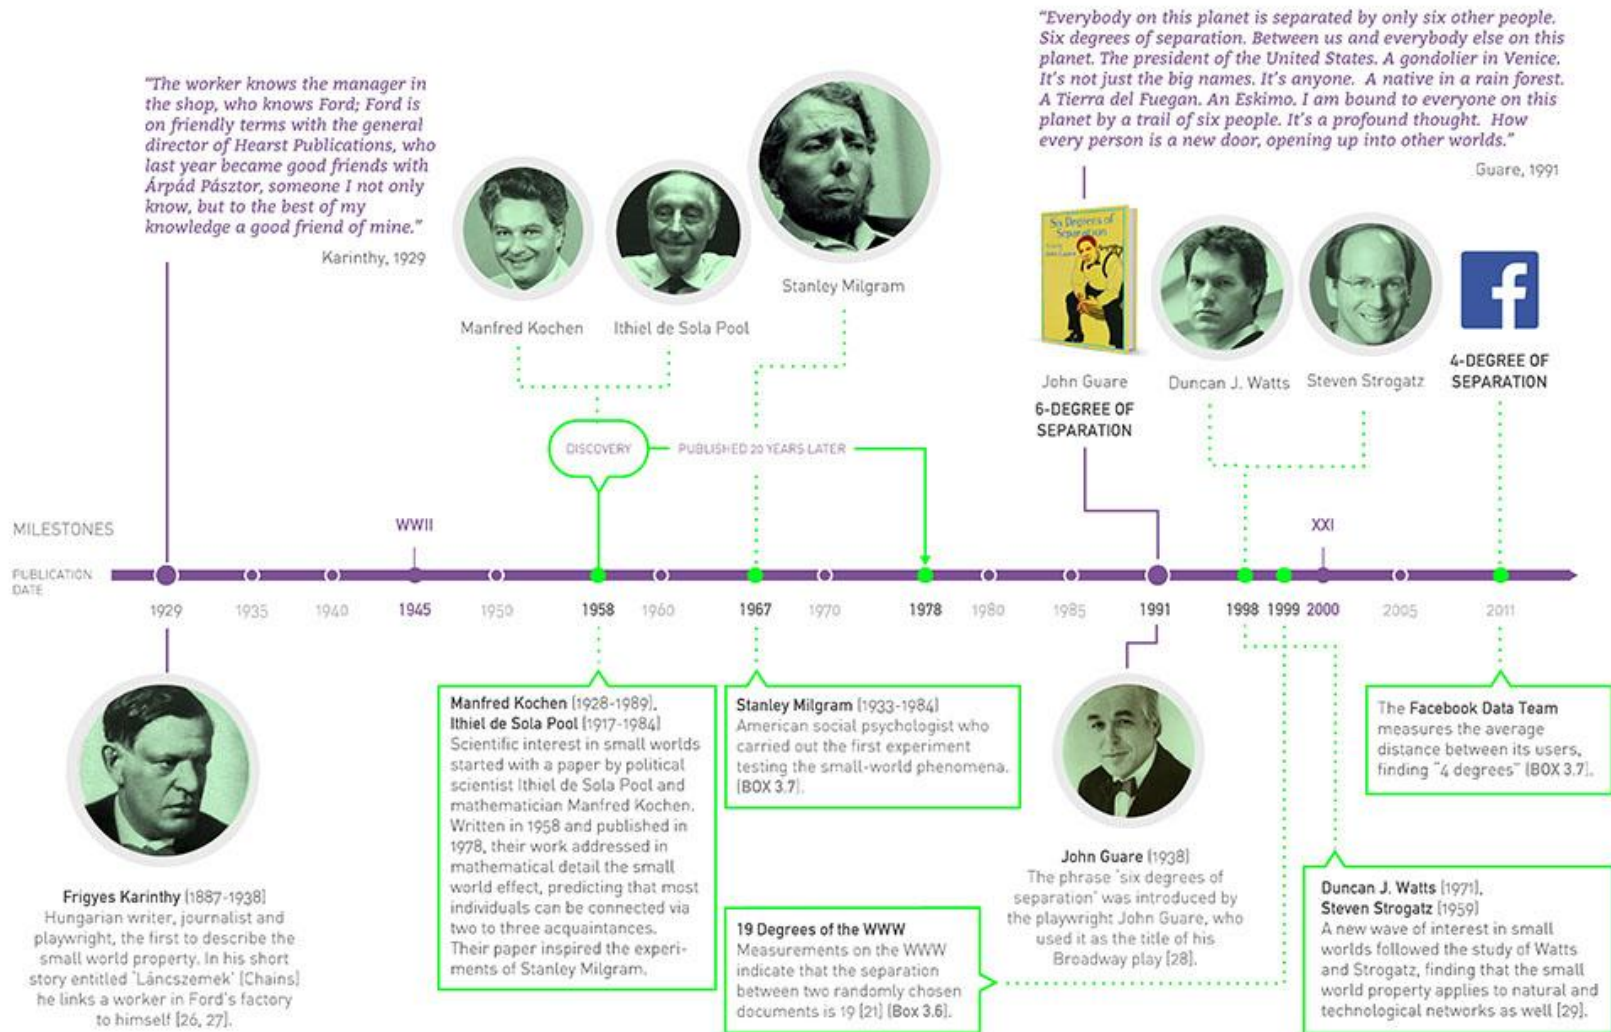 "The worker knows the manager in
the shop, who knows Ford; Ford is
on friendly terms with the general
director of Hearst Publications, who
last year became good friends with
Árpád Pásztor, someone I not only
know, but to the best of my
knowledge a good friend of mine."
Karinthy, 1929
Manfred Kochen
Ithiel de Sola Pool
Stanley Milgram
"Everybody on this planet is separated by only six other people.
Six degrees of separation. Between us and everybody else on this
planet. The president of the United States. A gondolier in Venice.
It's not just the big names. It's anyone. A native in a rain forest.
A Tierra del Fuegan. An Eskimo. I am bound to everyone on this
planet by a trail of six people. It's a profound thought. How
every person is a new door, opening up into other worlds."
Guare, 1991
Six Degrees of
Separation
John Guare
John Guare
6-DEGREE OF
SEPARATION
Duncan J. Watts
Steven Strogatz
f
4-DEGREE OF
SEPARATION
DISCOVERY
PUBLISHED 20 YEARS LATER
MILESTONES
WWII
XXI
PUBLICATION
DATE
1929 1935 1940 1945 1950 1958 1960 1967 1970 1978 1980 1985 1991 1998 1999 2000 2005 2011
Frigyes Karinthy (1887-1938)
Hungarian writer, journalist and
playwright, the first to describe the
small world property. In his short
story entitled 'Láncszemek' (Chains)
he links a worker in Ford's factory
to himself [26, 27].
Manfred Kochen (1928-1989),
Ithiel de Sola Pool (1917-1984)
Scientific interest in small worlds
started with a paper by political
scientist Ithiel de Sola Pool and
mathematician Manfred Kochen.
Written in 1958 and published in
1978, their work addressed in
mathematical detail the small
world effect, predicting that most
individuals can be connected via
two to three acquaintances.
Their paper inspired the experi-
ments of Stanley Milgram.
Stanley Milgram (1933-1984)
American social psychologist who
carried out the first experiment
testing the small-world phenomena.
(BOX 3.7).
19 Degrees of the WWW
Measurements on the WWW
indicate that the separation
between two randomly chosen
documents is 19 [21] (Box 3.6).
John Guare (1938)
The phrase 'six degrees of
separation' was introduced by
the playwright John Guare, who
used it as the title of his
Broadway play [28].
The Facebook Data Team
measures the average
distance between its users,
finding "4 degrees" (BOX 3.7).
Duncan J. Watts (1971),
Steven Strogatz (1959)
A new wave of interest in small
worlds followed the study of Watts
and Strogatz, finding that the small
world property applies to natural and
technological networks as well [29].